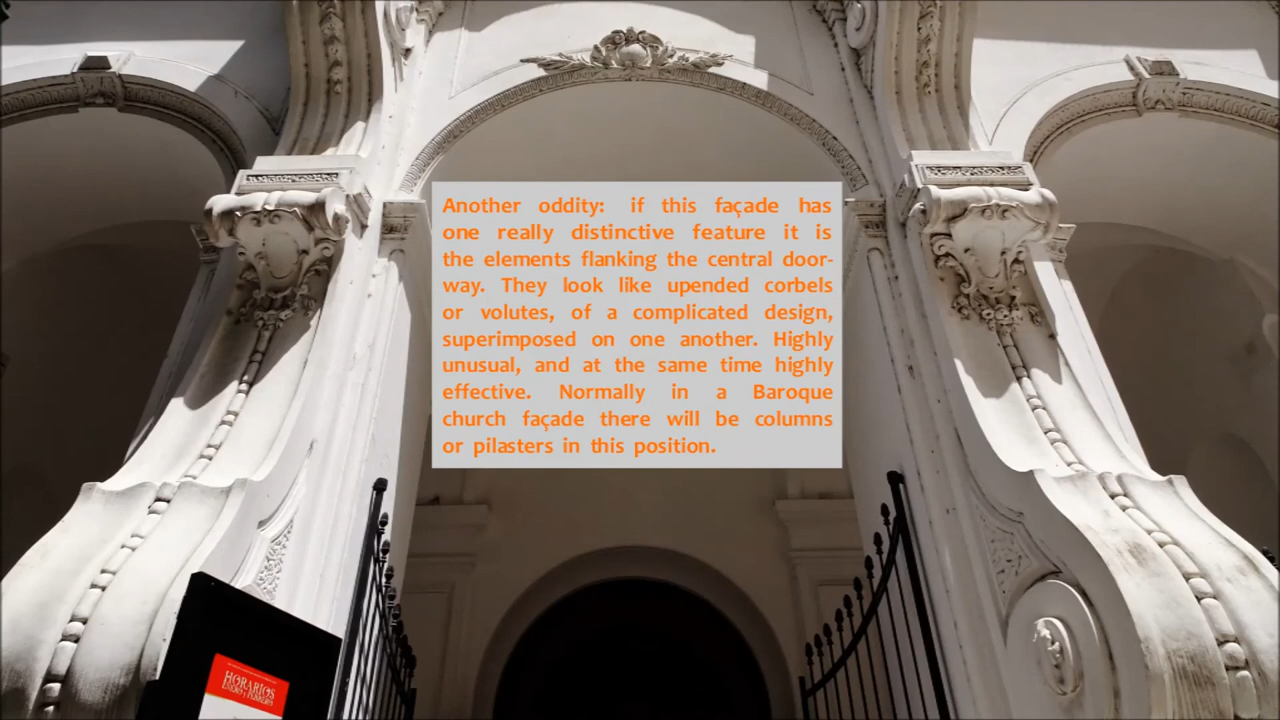 Another oddity: if this façade has
one really distinctive feature it is
the elements flanking the central door-
way. They look like upended corbels
or volutes, of a complicated design,
superimposed on one another. Highly
unusual, and at the same time highly
effective. Normally in a Baroque
church façade there will be columns
or pilasters in this position.
HORARIOS
ENERO Y FEBRERO